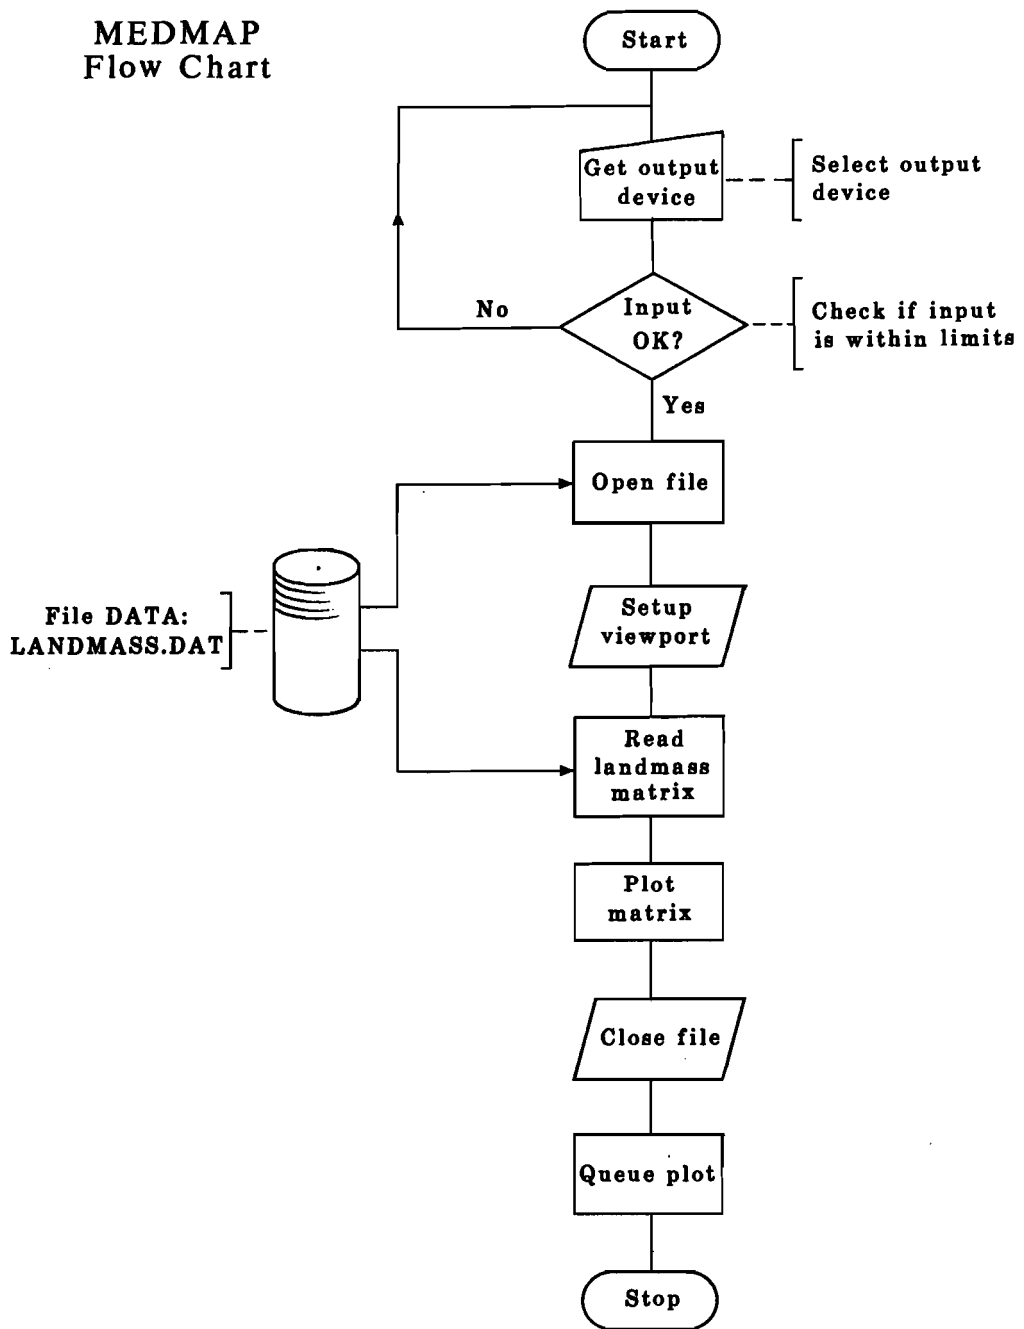 MEDMAP
Flow Chart
Start
Get output
device
Select output
device
No
Input
OK?
Check if input
is within limits
Yes
Open file
File DATA:
LANDMASS.DAT
Setup
viewport
Read
landmass
matrix
Plot
matrix
Close file
Queue plot
Stop